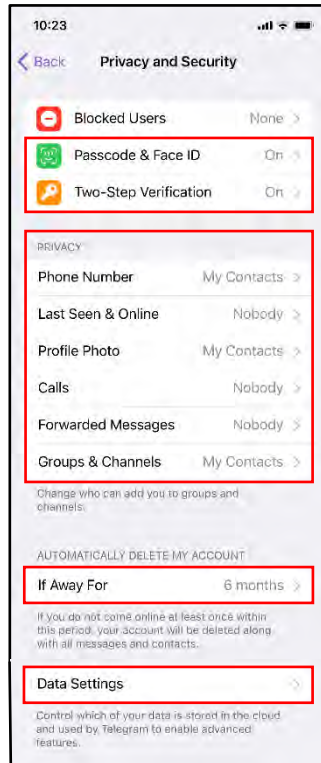 10:23
Back Privacy and Security
Blocked Users None
Passcode & Face ID On
Two-Step Verification On
PRIVACY
Phone Number My Contacts
Last Seen & Online Nobody
Profile Photo My Contacts
Calls Nobody
Forwarded Messages Nobody
Groups & Channels My Contacts
Change who can add you to groups and
channels.
AUTOMATICALLY DELETE MY ACCOUNT
If Away For 6 months
If you do not come online at least once within
this period, your account will be deleted along
with all messages and contacts.
Data Settings
Control which of your data is stored in the cloud
and used by Telegram to enable advanced
features.